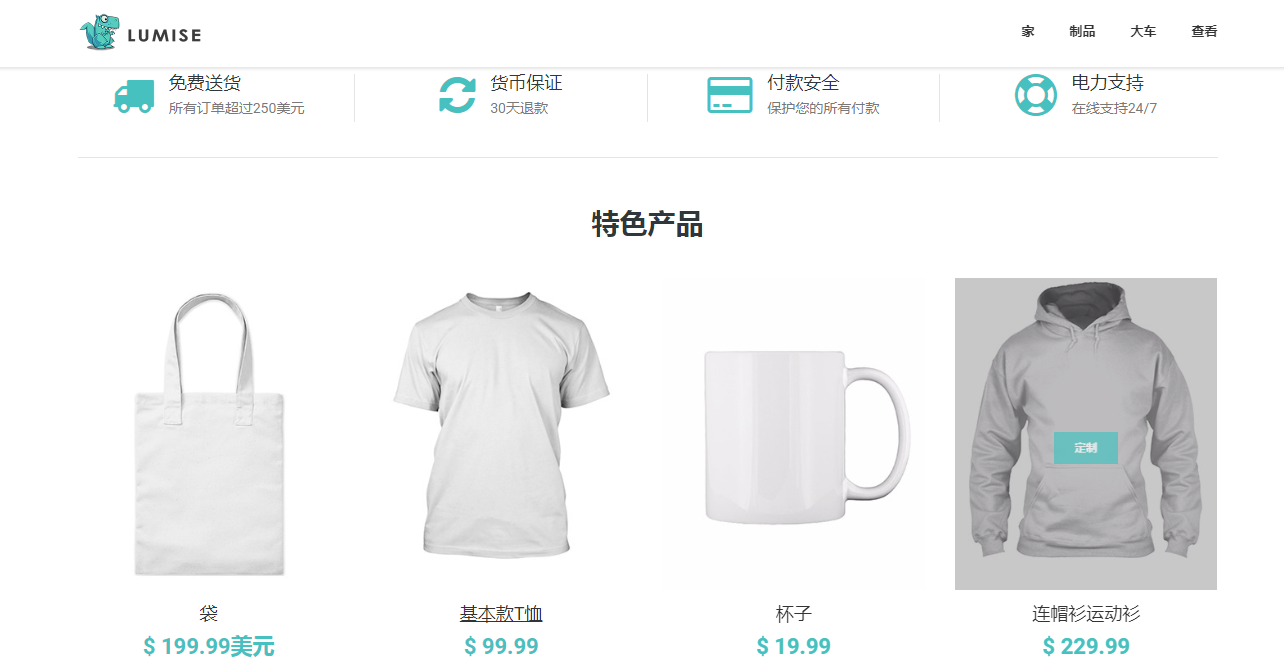 LUMISE
家 制品 大车 查看
免费送货
所有订单超过250美元
货币保证
30天退款
付款安全
保护您的所有付款
电力支持
在线支持24/7
特色产品
定制
袋
$ 199.99美元
基本款T恤
$ 99.99
杯子
$ 19.99
连帽衫运动衫
$ 229.99